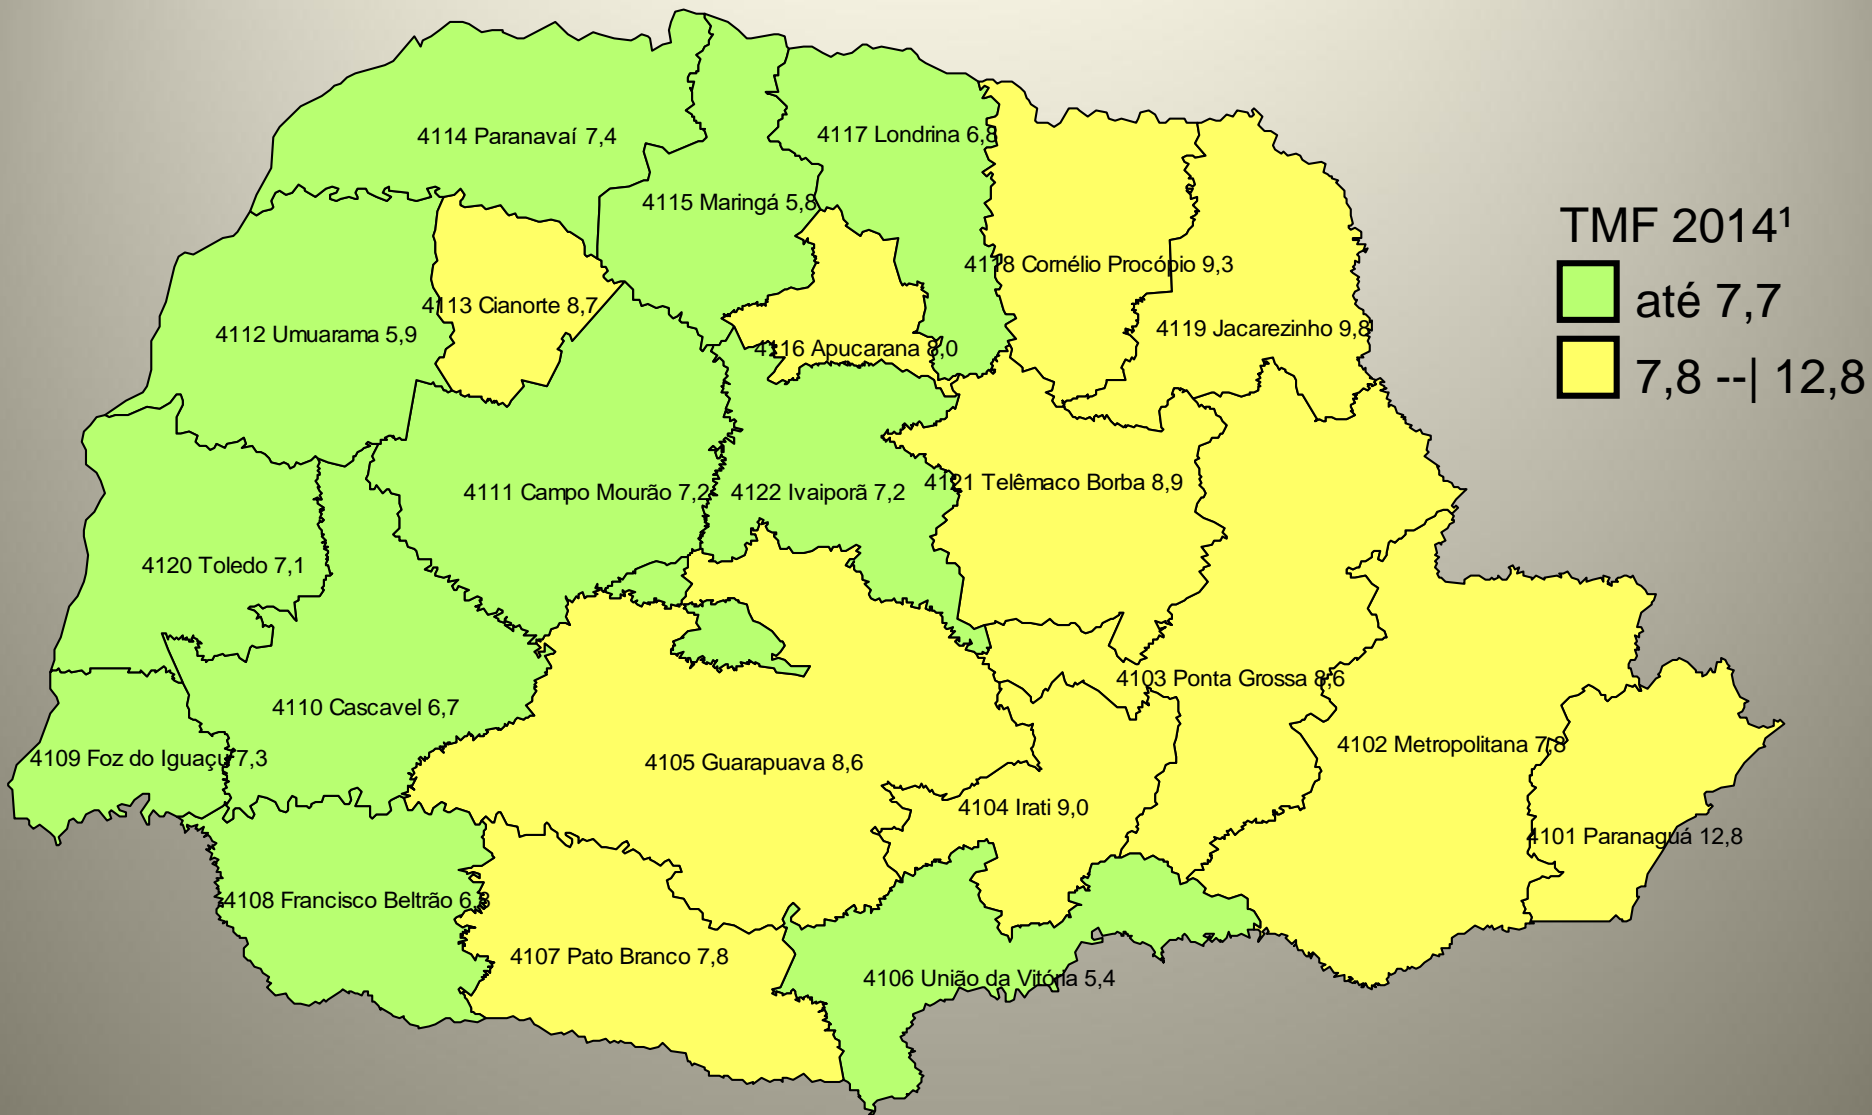 4114 Paranavaí 7,4
4117 Londrina 6,8
4115 Maringá 5,8
TMF 2014¹
até 7,7
7,8 --| 12,8
4118 Cornélio Procópio 9,3
4113 Cianorte 8,7
4112 Umuarama 5,9
4119 Jacarezinho 9,8
4116 Apucarana 8,0
4121 Telêmaco Borba 8,9
4111 Campo Mourão 7,2
4122 Ivaiporã 7,2
4120 Toledo 7,1
4103 Ponta Grossa 8,6
4110 Cascavel 6,7
4102 Metropolitana 7,8
4109 Foz do Iguaçu 7,3
4105 Guarapuava 8,6
4104 Irati 9,0
4101 Paranaguá 12,8
4108 Francisco Beltrão
4107 Pato Branco 7,8
4106 União da Vitória 5,4